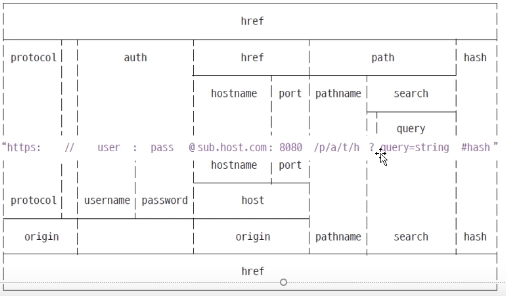 href
protocol auth href path hash
hostname port pathname search
query
"https: // user : pass @ sub.host.com: 8080 /p/a/t/h ? query=string #hash "
hostname port
protocol username password host
origin origin pathname search hash
href